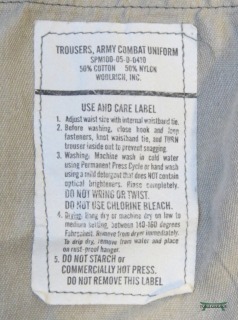 TROUSERS, ARMY COMBAT UNIFORM
SPM100-05-D-0410
50% COTTON 50% NYLON
WOOLRICH, INC.
USE AND CARE LABEL
1. Adjust waist size with internal waistband tie.
2. Before washing, close hook and loop
fasteners, knot waistband tie, and TURN
trouser inside out to prevent snagging.
3. Washing. Machine wash in cold water
using Permanent Press Cycle or hand wash
using a mild detergent that does NOT contain
optical brighteners. Rinse completely.
DO NOT WRING OR TWIST.
DO NOT USE CHLORINE BLEACH.
4. Drying. Hang dry or machine dry on low to
medium setting, between 140-160 degrees
Fahrenheit. Remove from dryer immediately.
To drip dry, remove from water and place
on rust-proof hanger.
5. DO NOT STARCH or
COMMERCIALLY HOT PRESS.
DO NOT REMOVE THIS LABEL